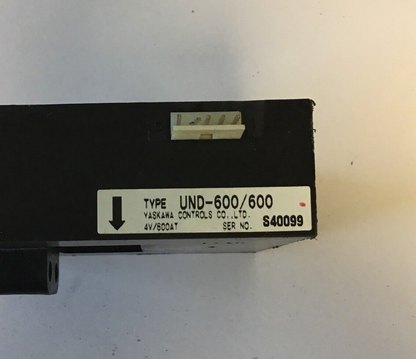 TYPE UND-600/600
YASKAWA CONTROLS CO.,LTD.
4V/600AT SER NO. S40099